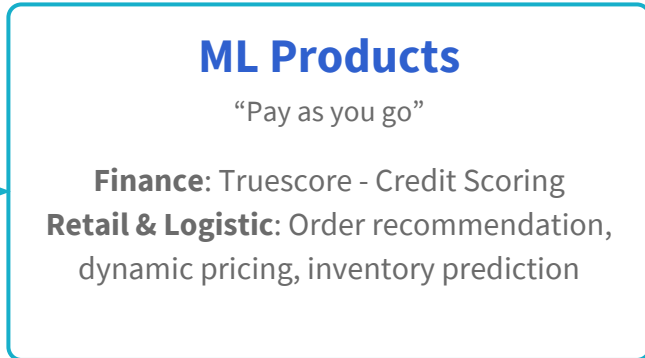 ML Products
“Pay as you go”
Finance: Truescore - Credit Scoring
Retail & Logistic: Order recommendation,
dynamic pricing, inventory prediction